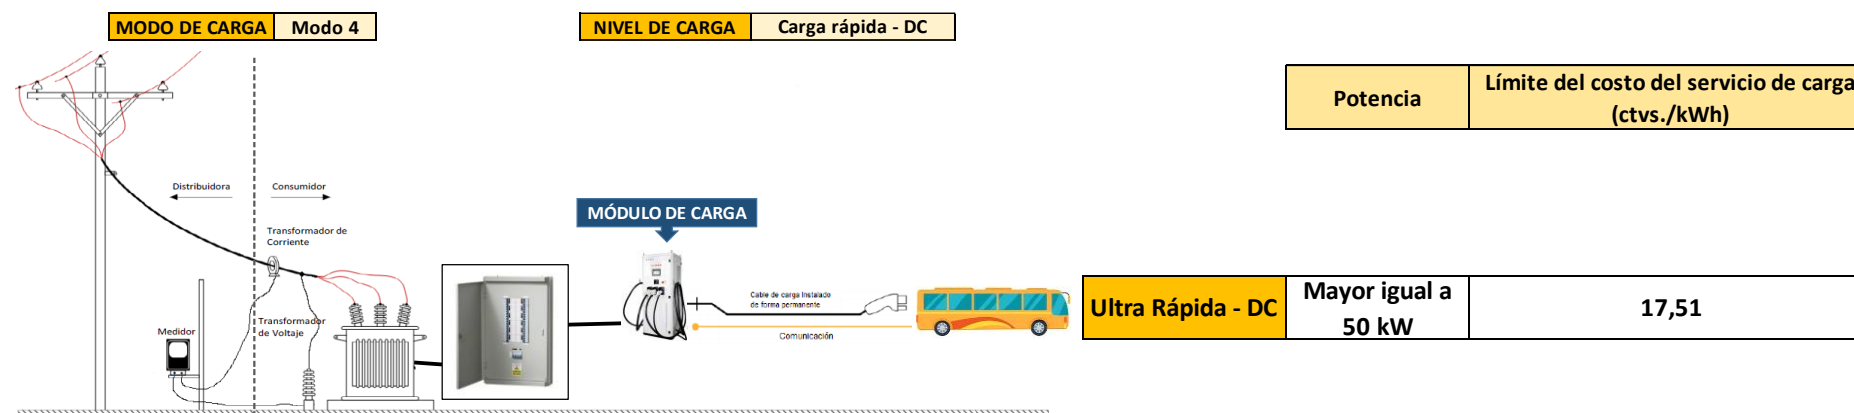 MODO DE CARGA Modo 4
NIVEL DE CARGA Carga rápida - DC
Potencia
Límite del costo del servicio de carga
(ctvs./kWh)
Distribuidora
Consumidor
MÓDULO DE CARGA
Transformador de
Corriente
Cable de carga Instalado
de forma permanente
Comunicación
Medidor
Transformador
de Voltaje
Ultra Rápida - DC
Mayor igual a
50 kW
17,51